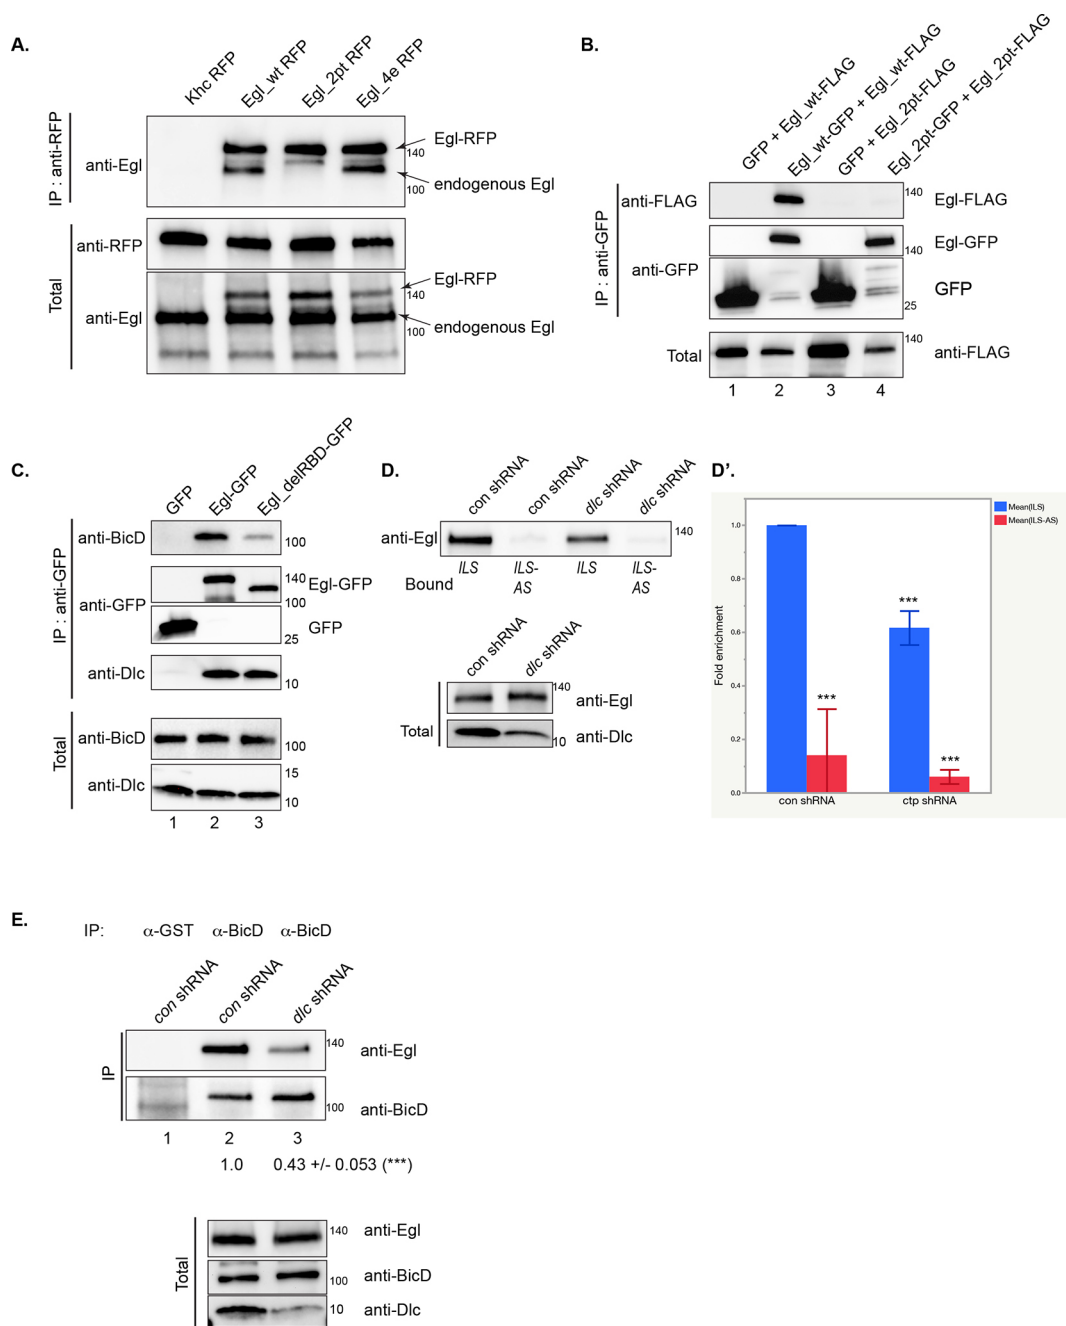 A.
Khc RFP
Egl_wt RFP
Egl_2pt RFP
Egl_4e RFP
IP : anti-RFP
anti-Egl
Egl-RFP
140
endogenous Egl
100
Total
anti-RFP
anti-Egl
Egl-RFP
140
endogenous Egl
100
B.
GFP + Egl_wt-FLAG
Egl_wt-GFP + Egl_wt-FLAG
GFP + Egl_2pt-FLAG
Egl_2pt-GFP + Egl_2pt-FLAG
IP : anti-GFP
anti-FLAG
140
Egl-FLAG
anti-GFP
140
Egl-GFP
GFP
25
Total
140
anti-FLAG
1 2 3 4
C.
GFP
Egl-GFP
Egl_delRBD-GFP
IP : anti-GFP
anti-BicD
100
anti-GFP
140
Egl-GFP
100
GFP
25
anti-Dlc
10
Total
anti-BicD
100
anti-Dlc
15
10
1 2 3
D.
con shRNA
con shRNA
dlc shRNA
dlc shRNA
anti-Egl
140
Bound
ILS ILS-AS ILS ILS-AS
con shRNA
dlc shRNA
Total
140
anti-Egl
10
anti-Dlc
D’.
Mean(ILS)
Mean(ILS-AS)
Fold enrichment
1.0
0.8
0.6
0.4
0.2
0.0
***
***
***
con shRNA
ctp shRNA
E.
IP: α-GST α-BicD α-BicD
con shRNA
con shRNA
dlc shRNA
IP
140
anti-Egl
100
anti-BicD
1 2 3
1.0 0.43 +/- 0.053 (***)
Total
140
anti-Egl
100
anti-BicD
10
anti-Dlc